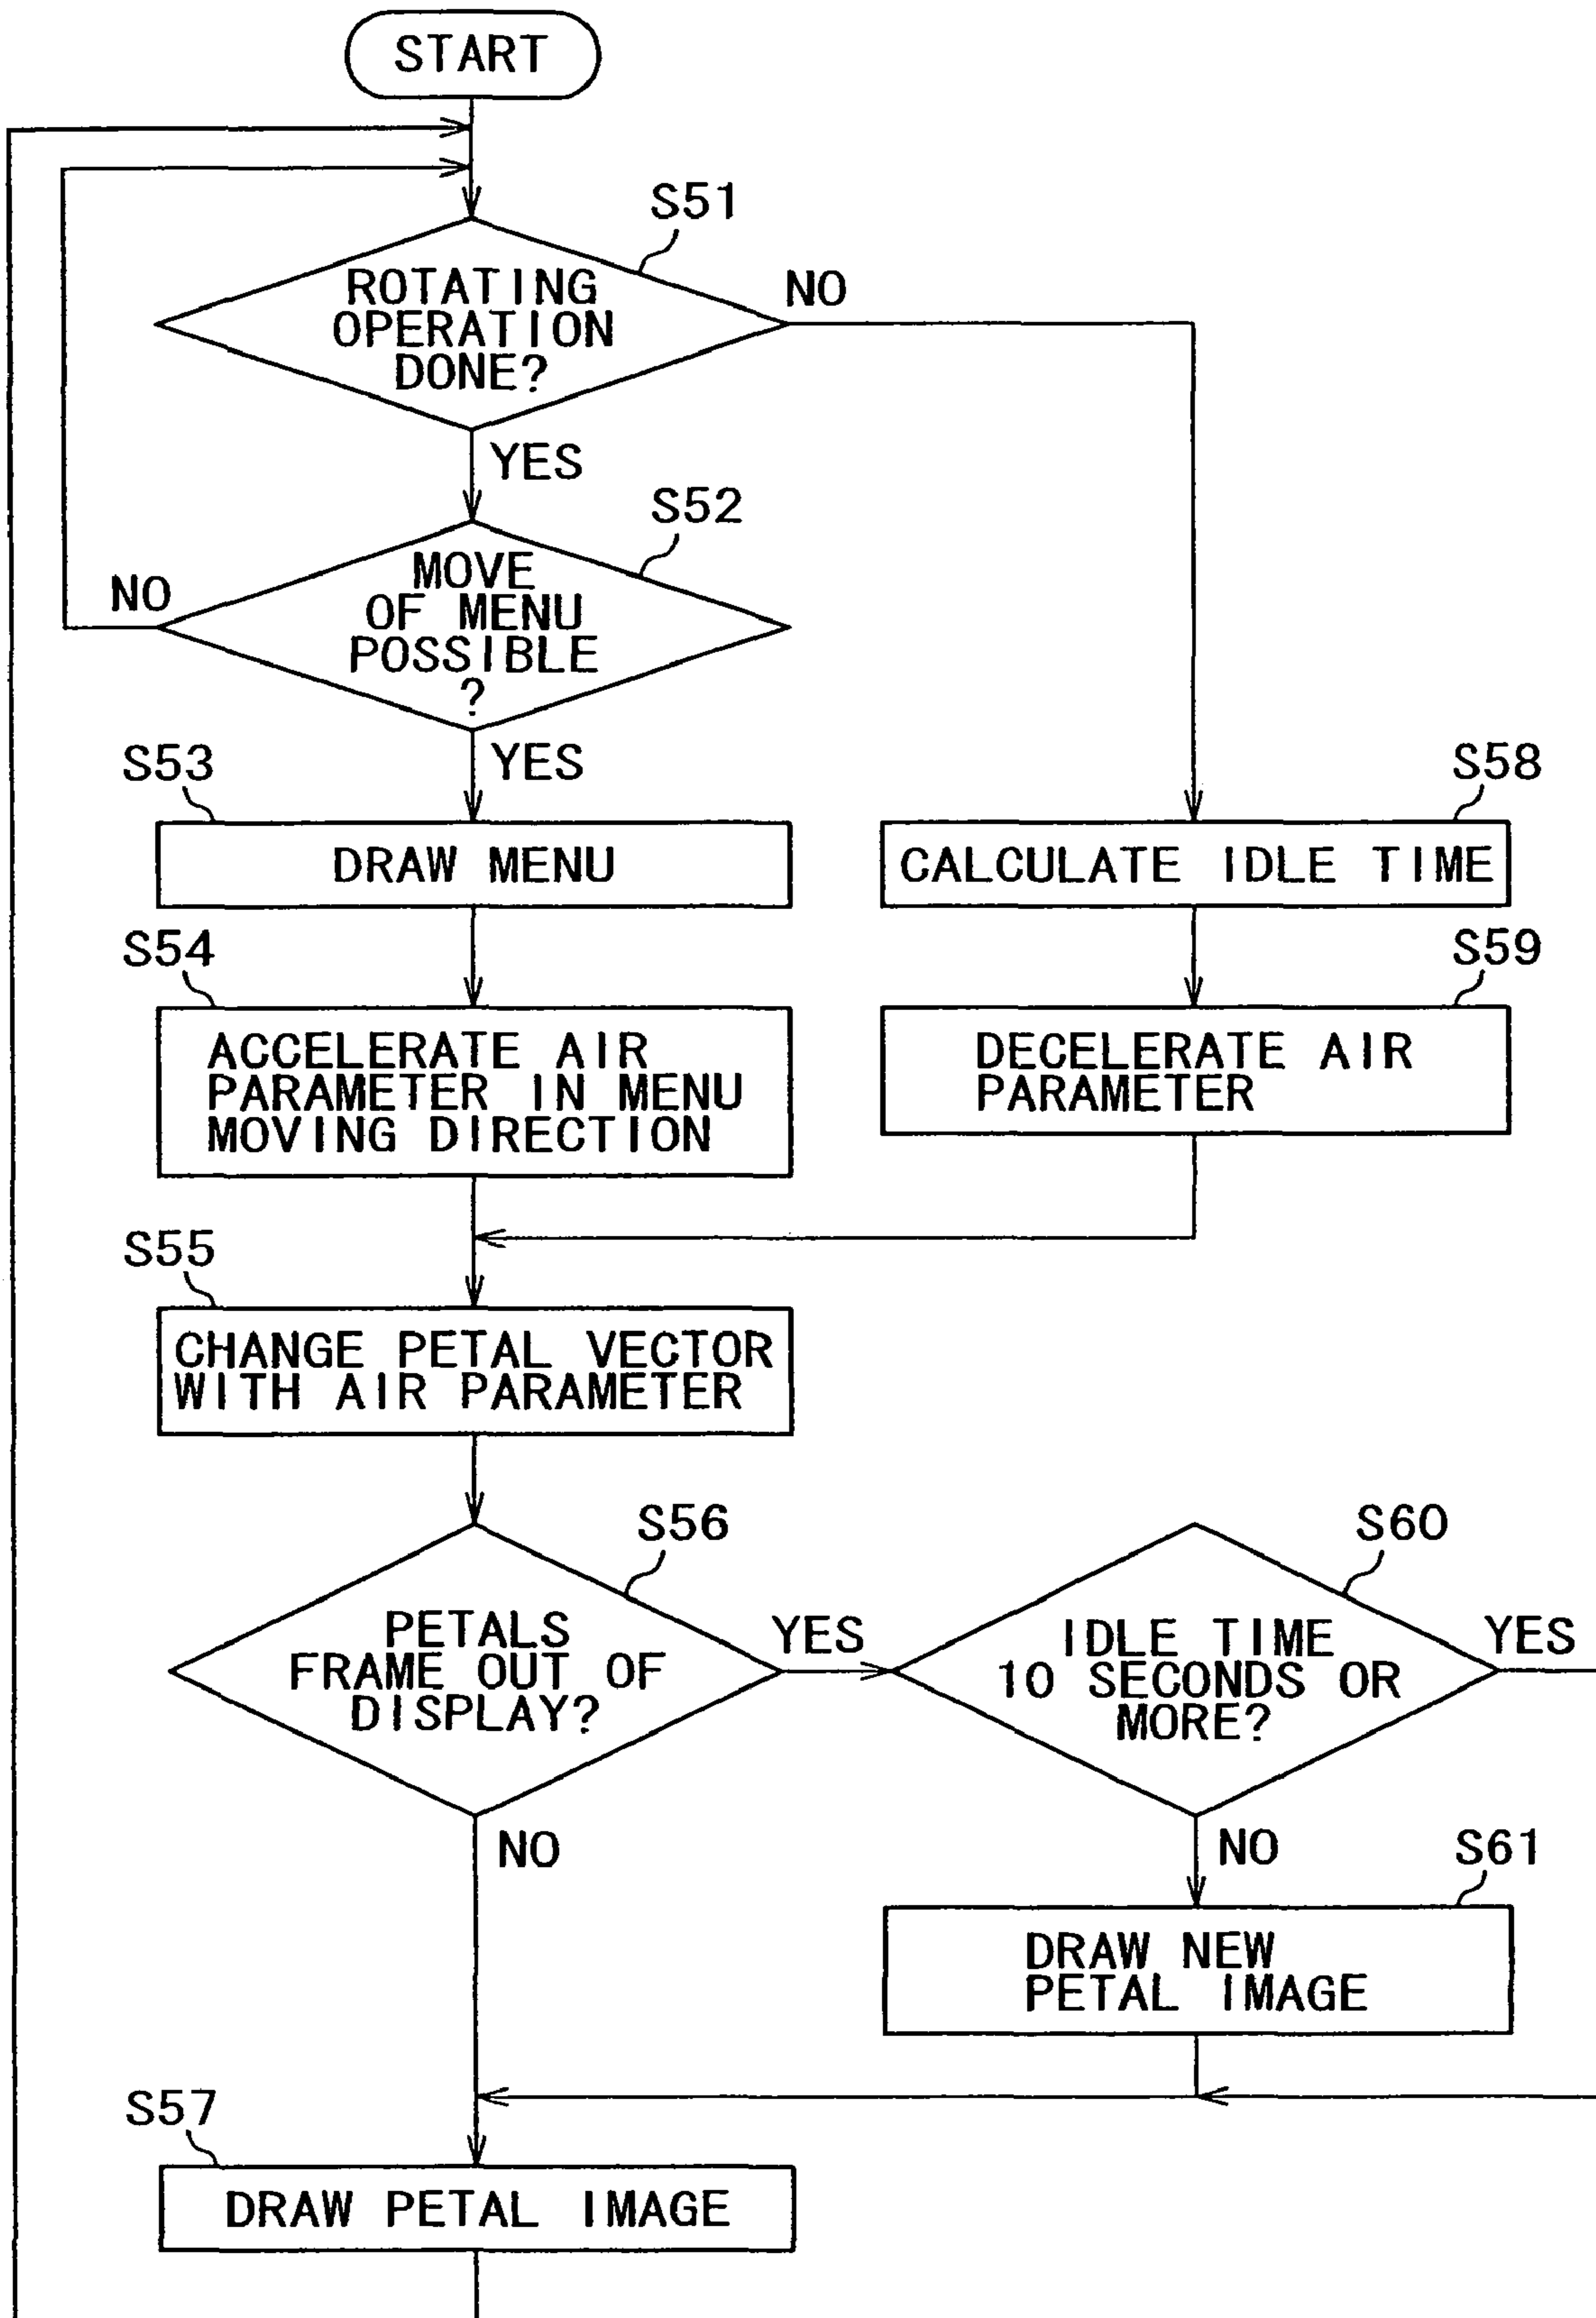 START
S51
ROTATING
OPERATION
DONE?
NO
YES
S52
MOVE
OF MENU
POSSIBLE
?
NO
YES
S53
DRAW MENU
S58
CALCULATE IDLE TIME
S54
ACCELERATE AIR
PARAMETER IN MENU
MOVING DIRECTION
S59
DECELERATE AIR
PARAMETER
S55
CHANGE PETAL VECTOR
WITH AIR PARAMETER
S56
PETALS
FRAME OUT OF
DISPLAY?
YES
NO
S60
IDLE TIME
10 SECONDS OR
MORE?
YES
NO
S61
DRAW NEW
PETAL IMAGE
S57
DRAW PETAL IMAGE